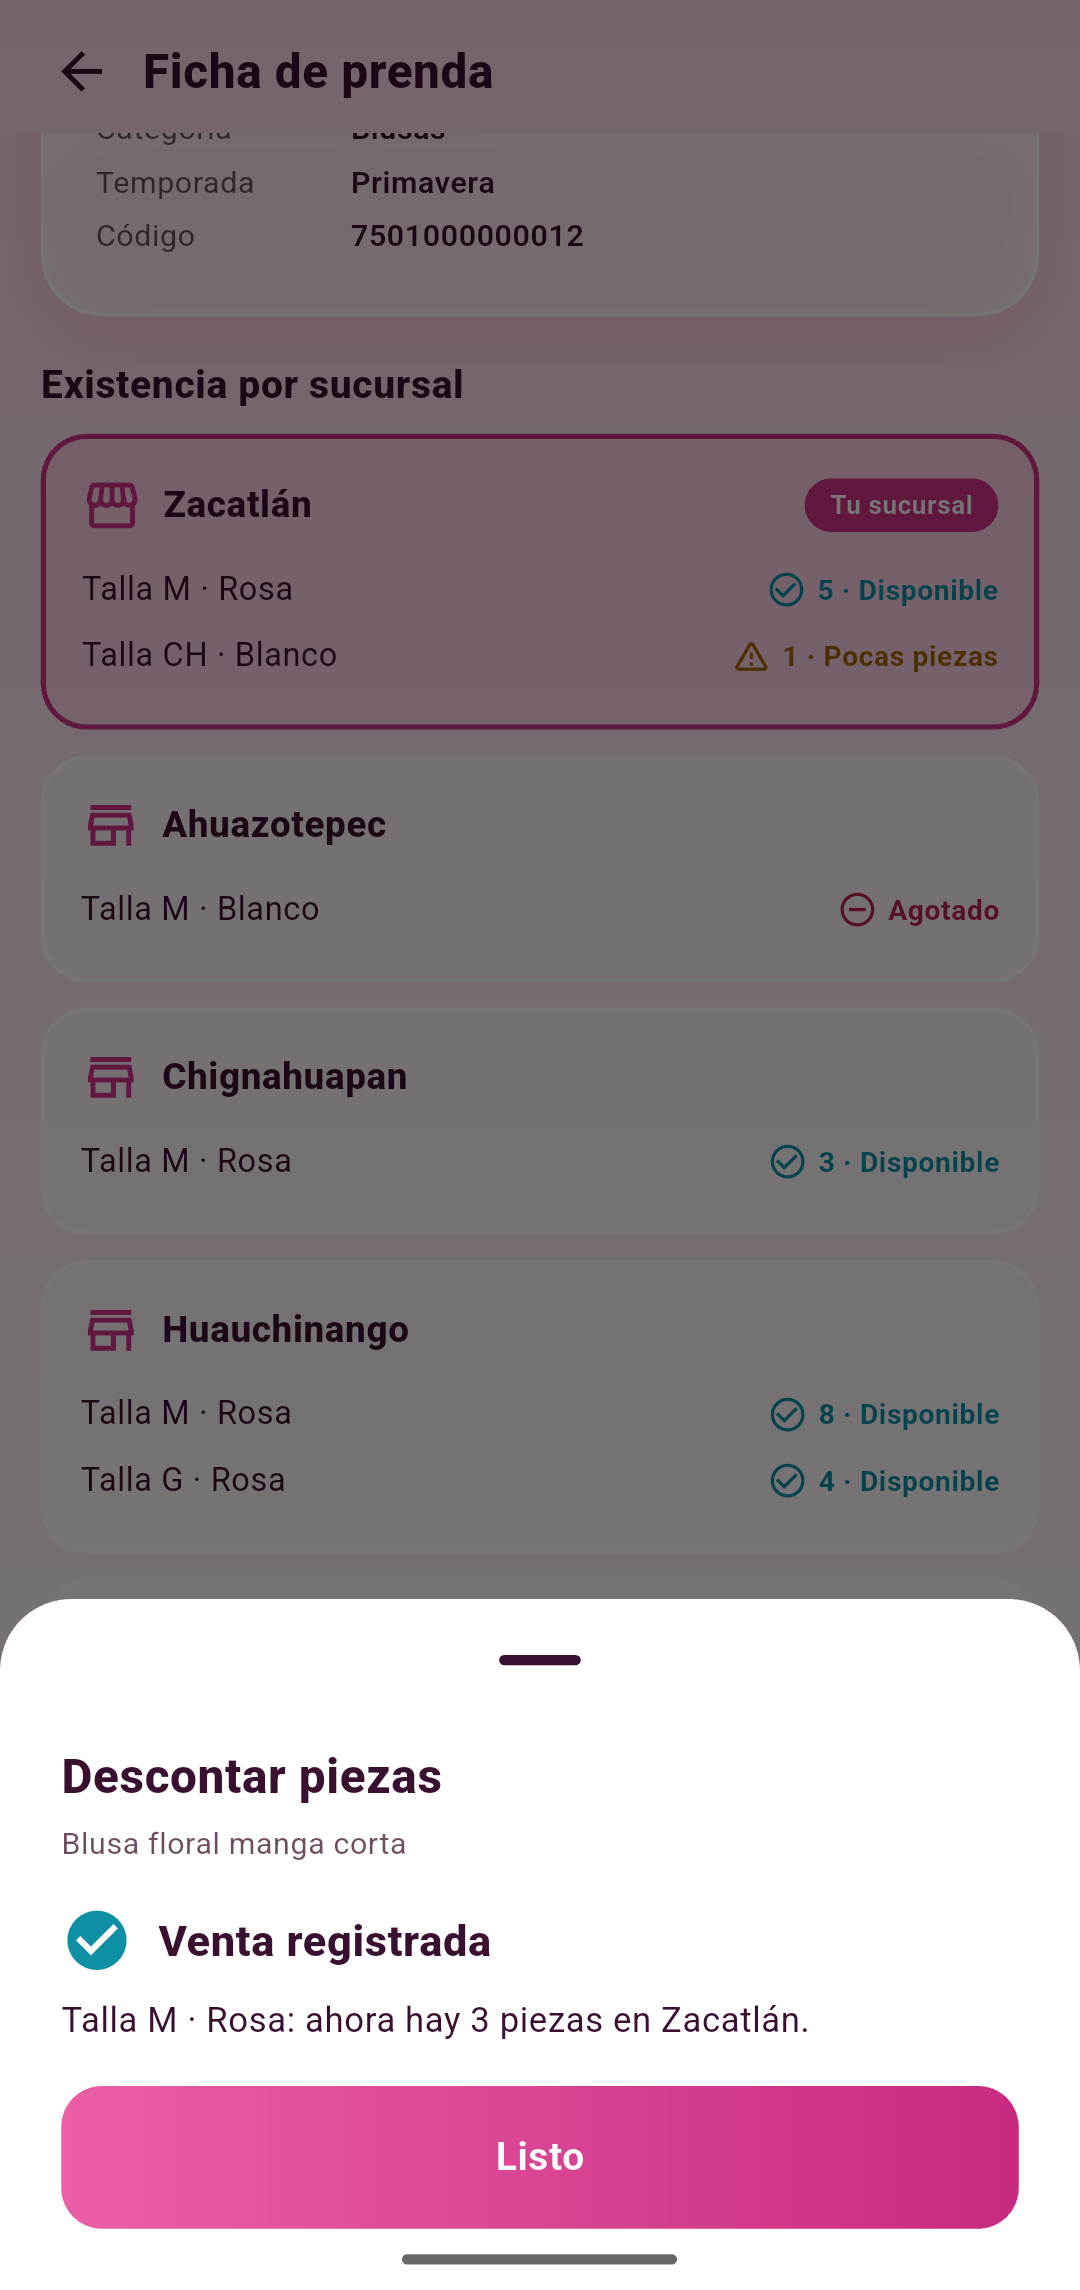 Ficha de prenda
Categoría Blusas
Temporada Primavera
Código 7501000000012
Existencia por sucursal
Zacatlán Tu sucursal
Talla M · Rosa 5 · Disponible
Talla CH · Blanco 1 · Pocas piezas
Ahuazotepec
Talla M · Blanco Agotado
Chignahuapan
Talla M · Rosa 3 · Disponible
Huauchinango
Talla M · Rosa 8 · Disponible
Talla G · Rosa 4 · Disponible
Descontar piezas
Blusa floral manga corta
Venta registrada
Talla M · Rosa: ahora hay 3 piezas en Zacatlán.
Listo